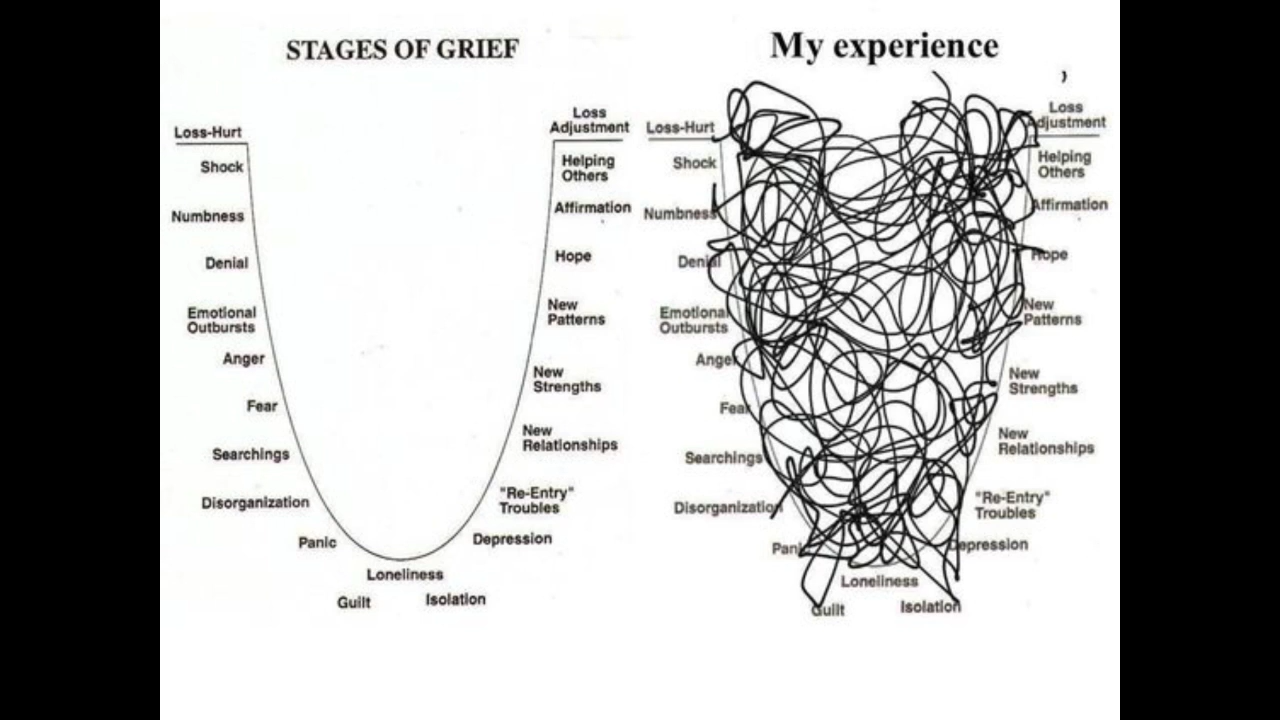 STAGES OF GRIEF
Loss-Hurt
Shock
Numbness
Denial
Emotional
Outbursts
Anger
Fear
Searchings
Disorganization
Panic
Loneliness
Guilt
Isolation
Depression
"Re-Entry"
Troubles
New
Relationships
New
Strengths
New
Patterns
Hope
Affirmation
Helping
Others
Loss
Adjustment
My experience
Loss-Hurt
Shock
Numbness
Denial
Emotional
Outbursts
Anger
Fear
Searchings
Disorganization
Panic
Loneliness
Guilt
Isolation
Depression
"Re-Entry"
Troubles
New
Relationships
New
Strengths
New
Patterns
Hope
Affirmation
Helping
Others
Loss
Adjustment